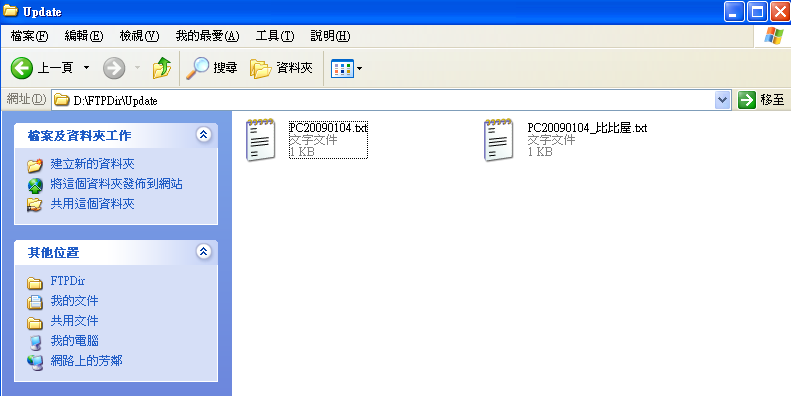 Update
檔案(F) 編輯(E) 檢視(V) 我的最愛(A) 工具(T) 說明(H)
上一頁 搜尋 資料夾
網址(D) D:\FTPDir\Update 移至
檔案及資料夾工作
建立新的資料夾
將這個資料夾發佈到網站
共用這個資料夾
其他位置
FTPDir
我的文件
共用文件
我的電腦
網路上的芳鄰
PC20090104.txt
文字文件
1 KB
PC20090104_比比屋.txt
文字文件
1 KB